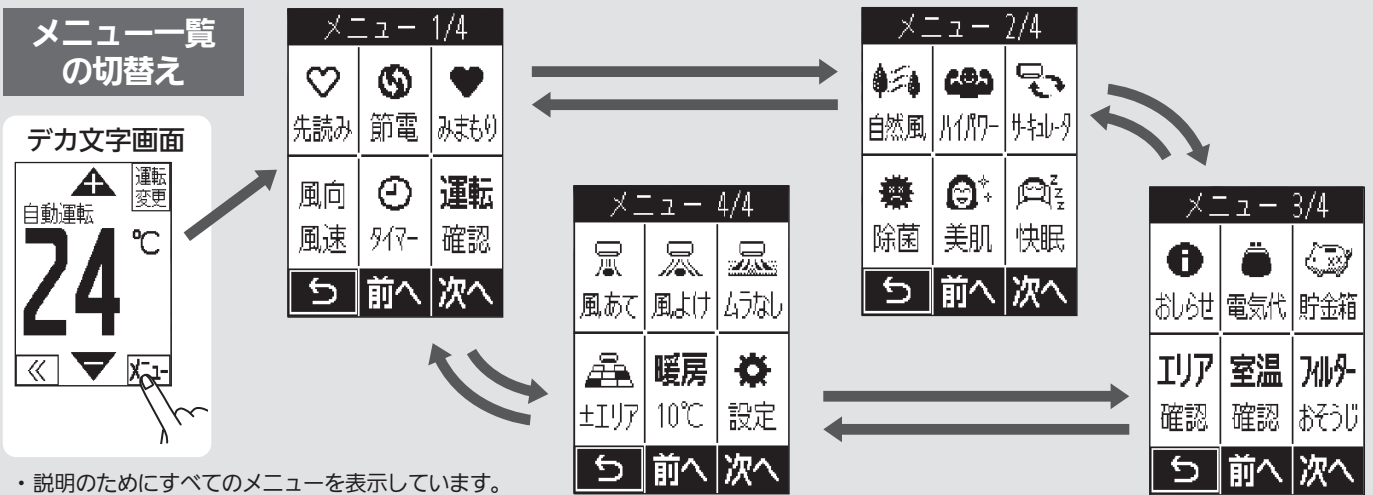 メニュー一覧
の切替え
デカ文字画面
運転
変更
自動運転
24
℃
メニュー
・説明のためにすべてのメニューを表示しています。
メニュー 1/4
先読み 節電 みまもり
風向 タイマー 運転
風速 確認
前へ 次へ
メニュー 2/4
自然風 ハイパワー サーキュレータ
除菌 美肌 快眠
前へ 次へ
メニュー 3/4
おしらせ 電気代 貯金箱
エリア 室温 フィルター
確認 確認 おそうじ
前へ 次へ
メニュー 4/4
風あて 風よけ ムラなし
±エリア 暖房 設定
10℃
前へ 次へ